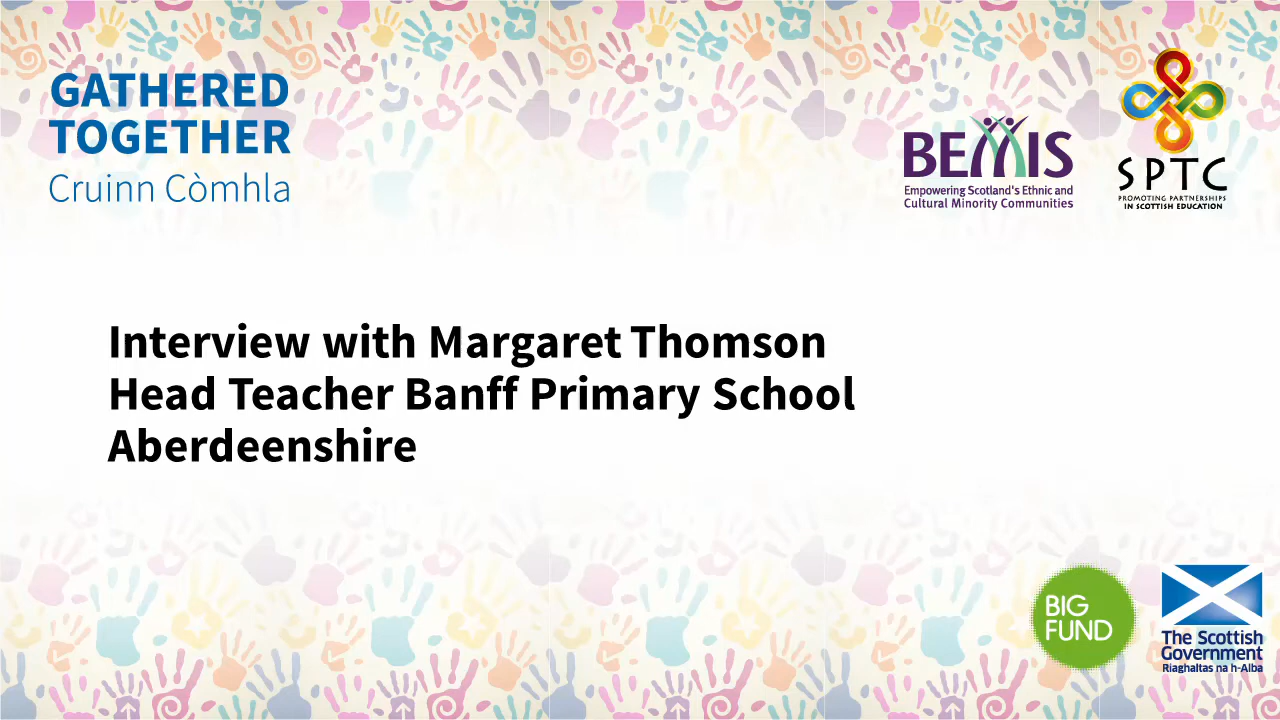 GATHERED
TOGETHER
Cruinn Còmhla
BEMIS
Empowering Scotland's Ethnic and
Cultural Minority Communities
SPTC
PROMOTING PARTNERSHIPS
IN SCOTTISH EDUCATION
Interview with Margaret Thomson
Head Teacher Banff Primary School
Aberdeenshire
BIG
FUND
The Scottish
Government
Riaghaltas na h-Alba